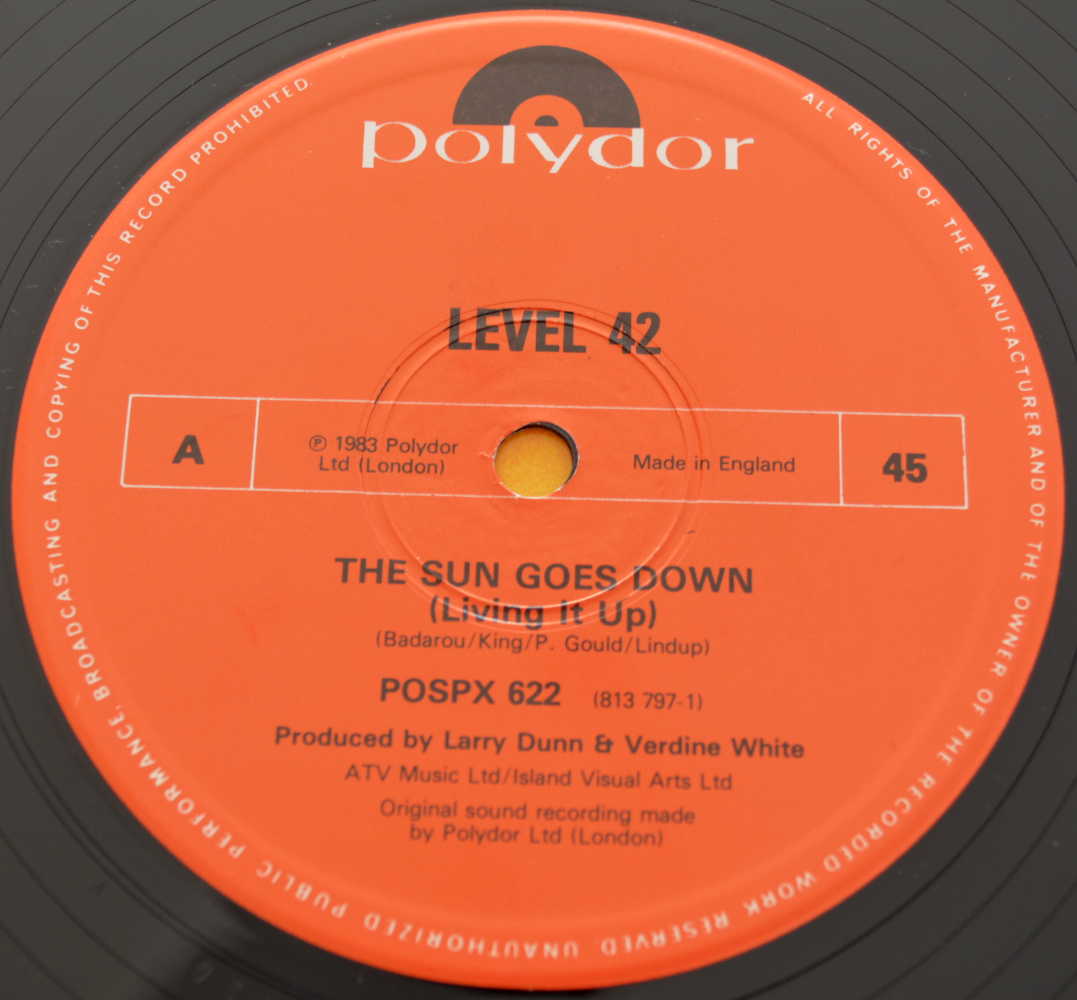 polydor
LEVEL 42
A
℗ 1983 Polydor
Ltd (London)
Made in England
45
THE SUN GOES DOWN
(Living It Up)
(Badarou/King/P. Gould/Lindup)
POSPX 622 (813 797-1)
Produced by Larry Dunn & Verdine White
ATV Music Ltd/Island Visual Arts Ltd
Original sound recording made
by Polydor Ltd (London)
ALL RIGHTS OF THE MANUFACTURER AND OF THE OWNER OF THE RECORDED WORK RESERVED. UNAUTHORIZED PUBLIC PERFORMANCE, BROADCASTING AND COPYING OF THIS RECORD PROHIBITED.